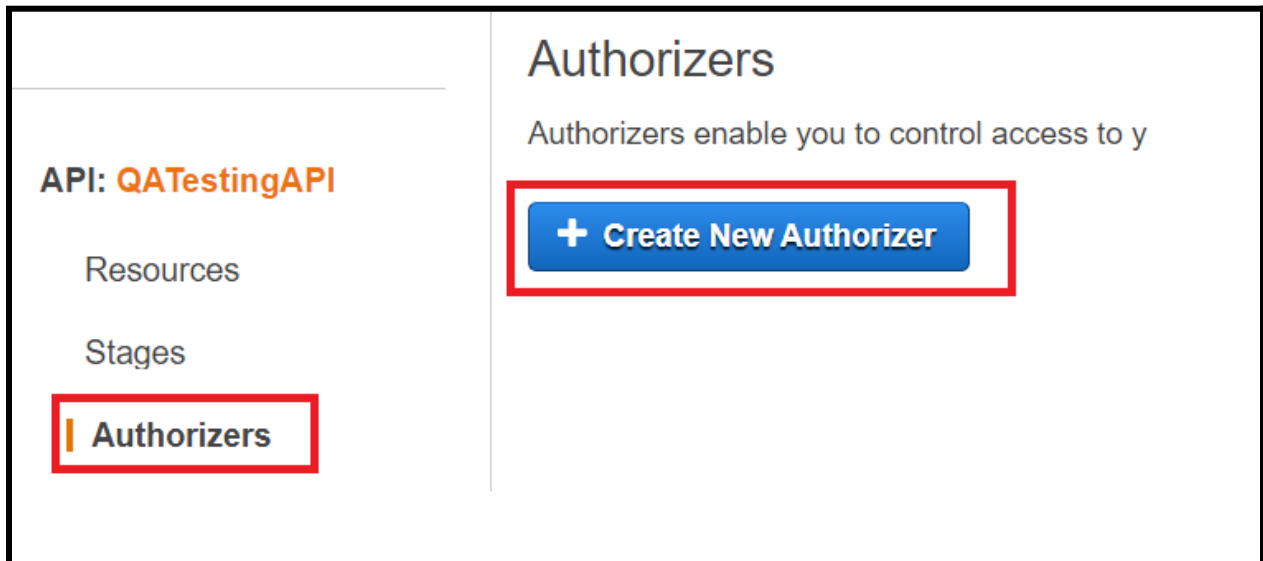 API: QATestingAPI
Resources
Stages
Authorizers
Authorizers
Authorizers enable you to control access to y
+ Create New Authorizer